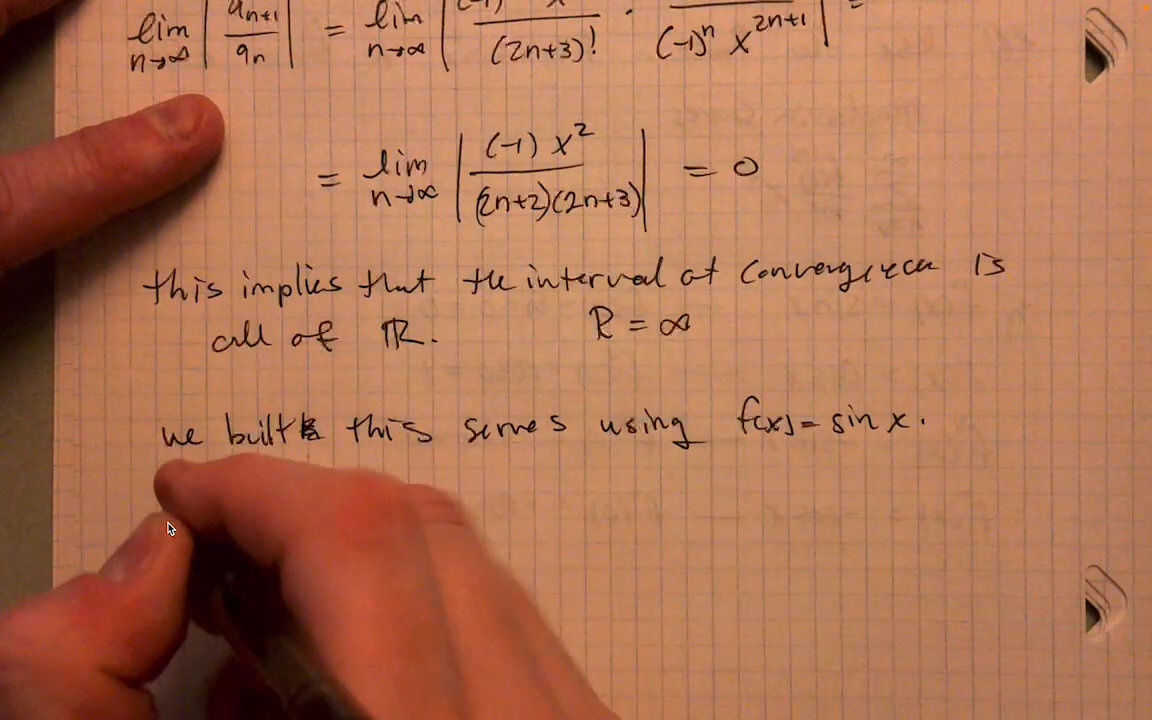 lim n→∞ | a_{n+1} / a_n | = lim n→∞ | / (2n+3)! · / (-1)^n x^{2n+1} | =
= lim n→∞ | (-1) x^2 / (2n+2)(2n+3) | = 0
this implies that the interval of convergence is
all of ℝ. R = ∞
we built this series using f(x) = sin x.